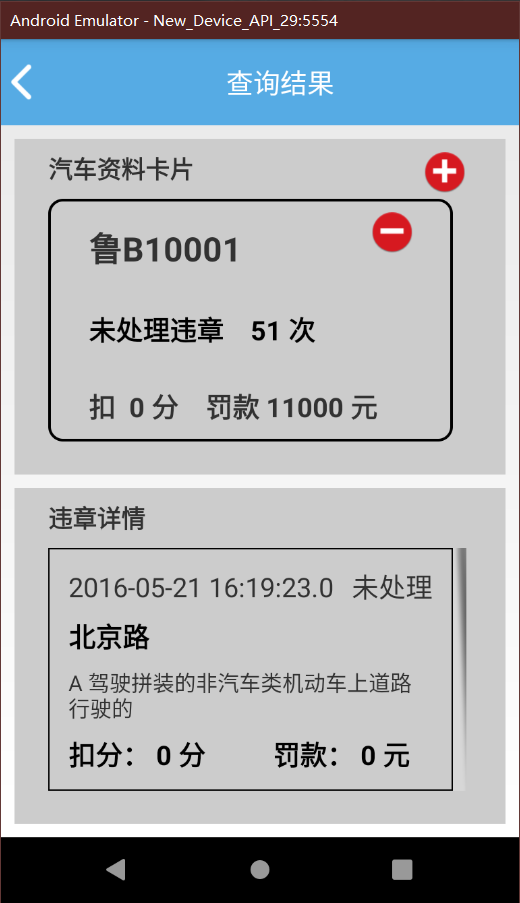 Android Emulator - New_Device_API_29:5554
查询结果
汽车资料卡片
鲁B10001
未处理违章 51 次
扣 0 分 罚款 11000 元
违章详情
2016-05-21 16:19:23.0 未处理
北京路
A 驾驶拼装的非汽车类机动车上道路
行驶的
扣分： 0 分 罚款： 0 元